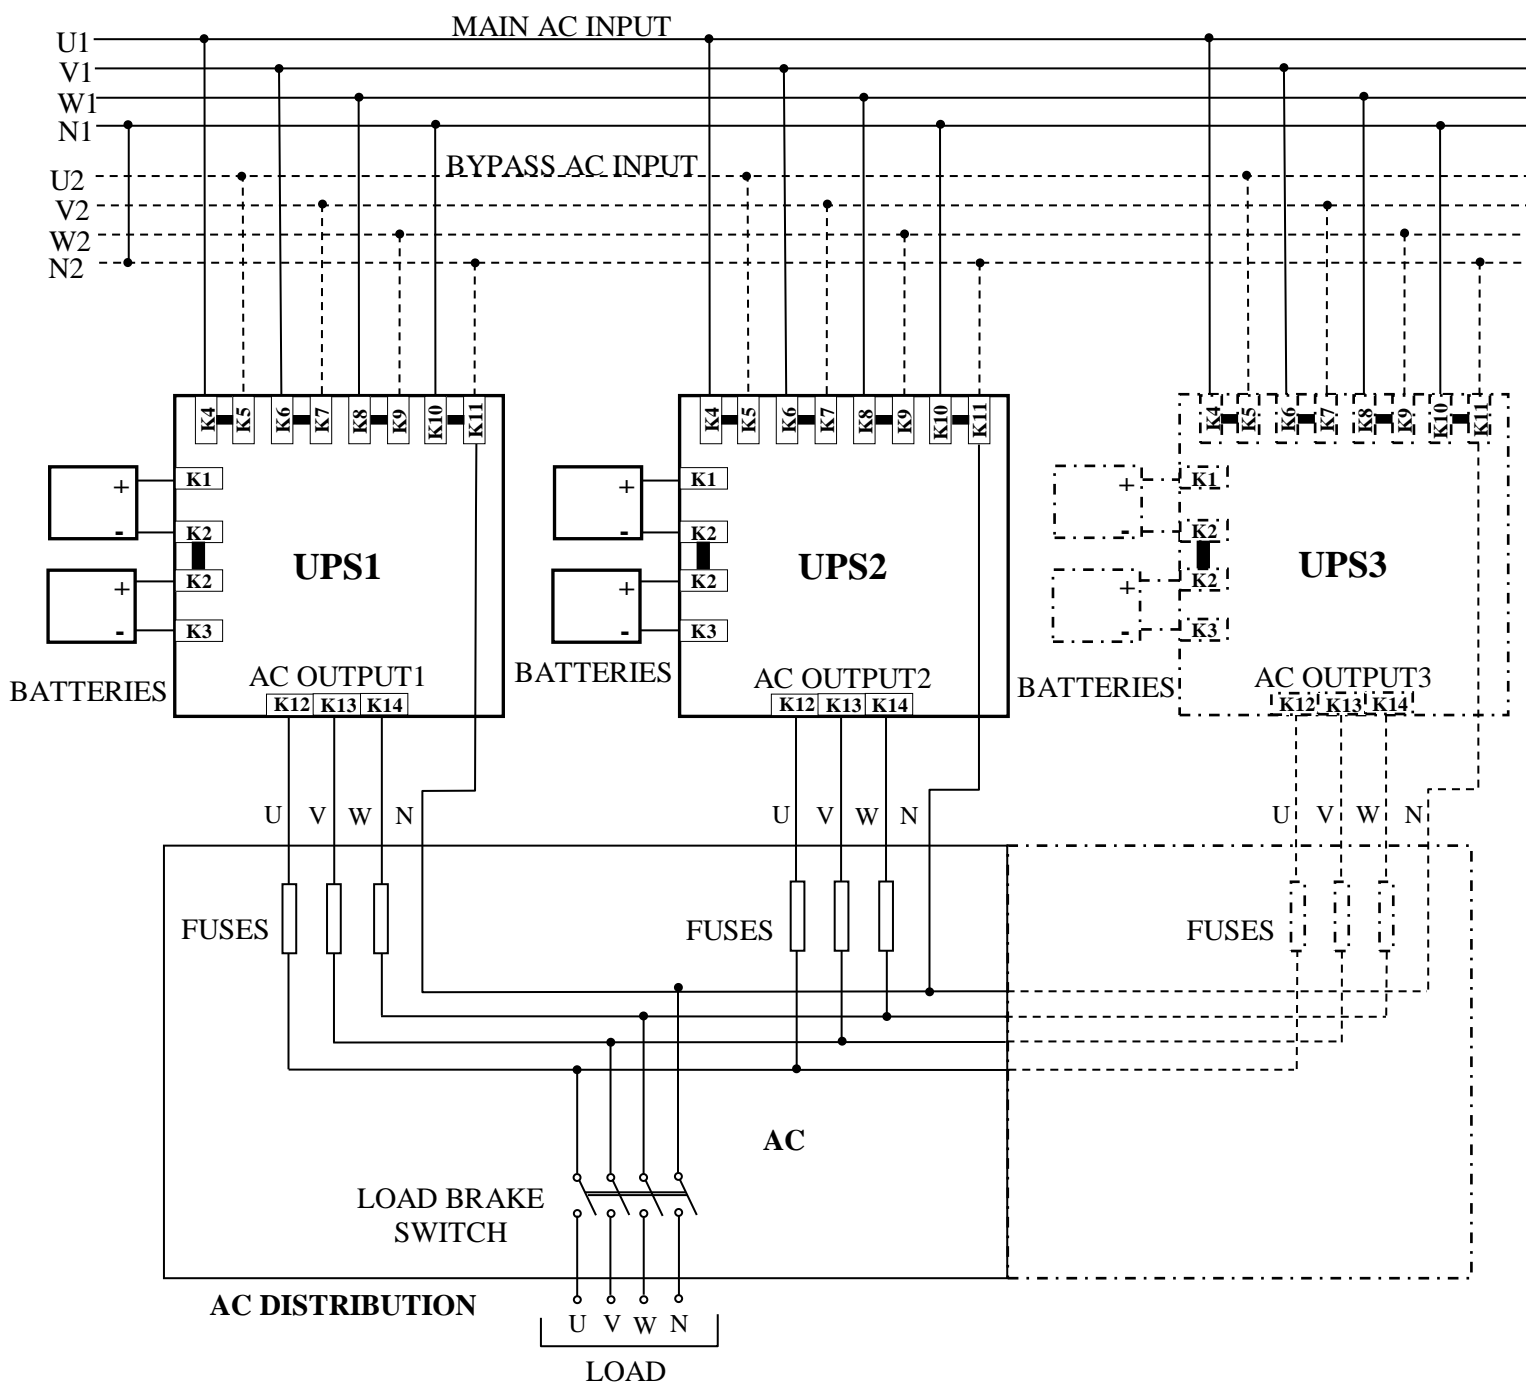 MAIN AC INPUT
U1
V1
W1
N1
BYPASS AC INPUT
U2
V2
W2
N2
K4 K5 K6 K7 K8 K9 K10 K11
+ K1
- K2
UPS1
+ K2
- K3
BATTERIES
AC OUTPUT1
K12 K13 K14
U V W N
K4 K5 K6 K7 K8 K9 K10 K11
+ K1
- K2
UPS2
+ K2
- K3
BATTERIES
AC OUTPUT2
K12 K13 K14
U V W N
K4 K5 K6 K7 K8 K9 K10 K11
+ K1
- K2
UPS3
+ K2
- K3
BATTERIES
AC OUTPUT3
K12 K13 K14
U V W N
FUSES
FUSES
FUSES
AC
LOAD BRAKE
SWITCH
AC DISTRIBUTION
U V W N
LOAD